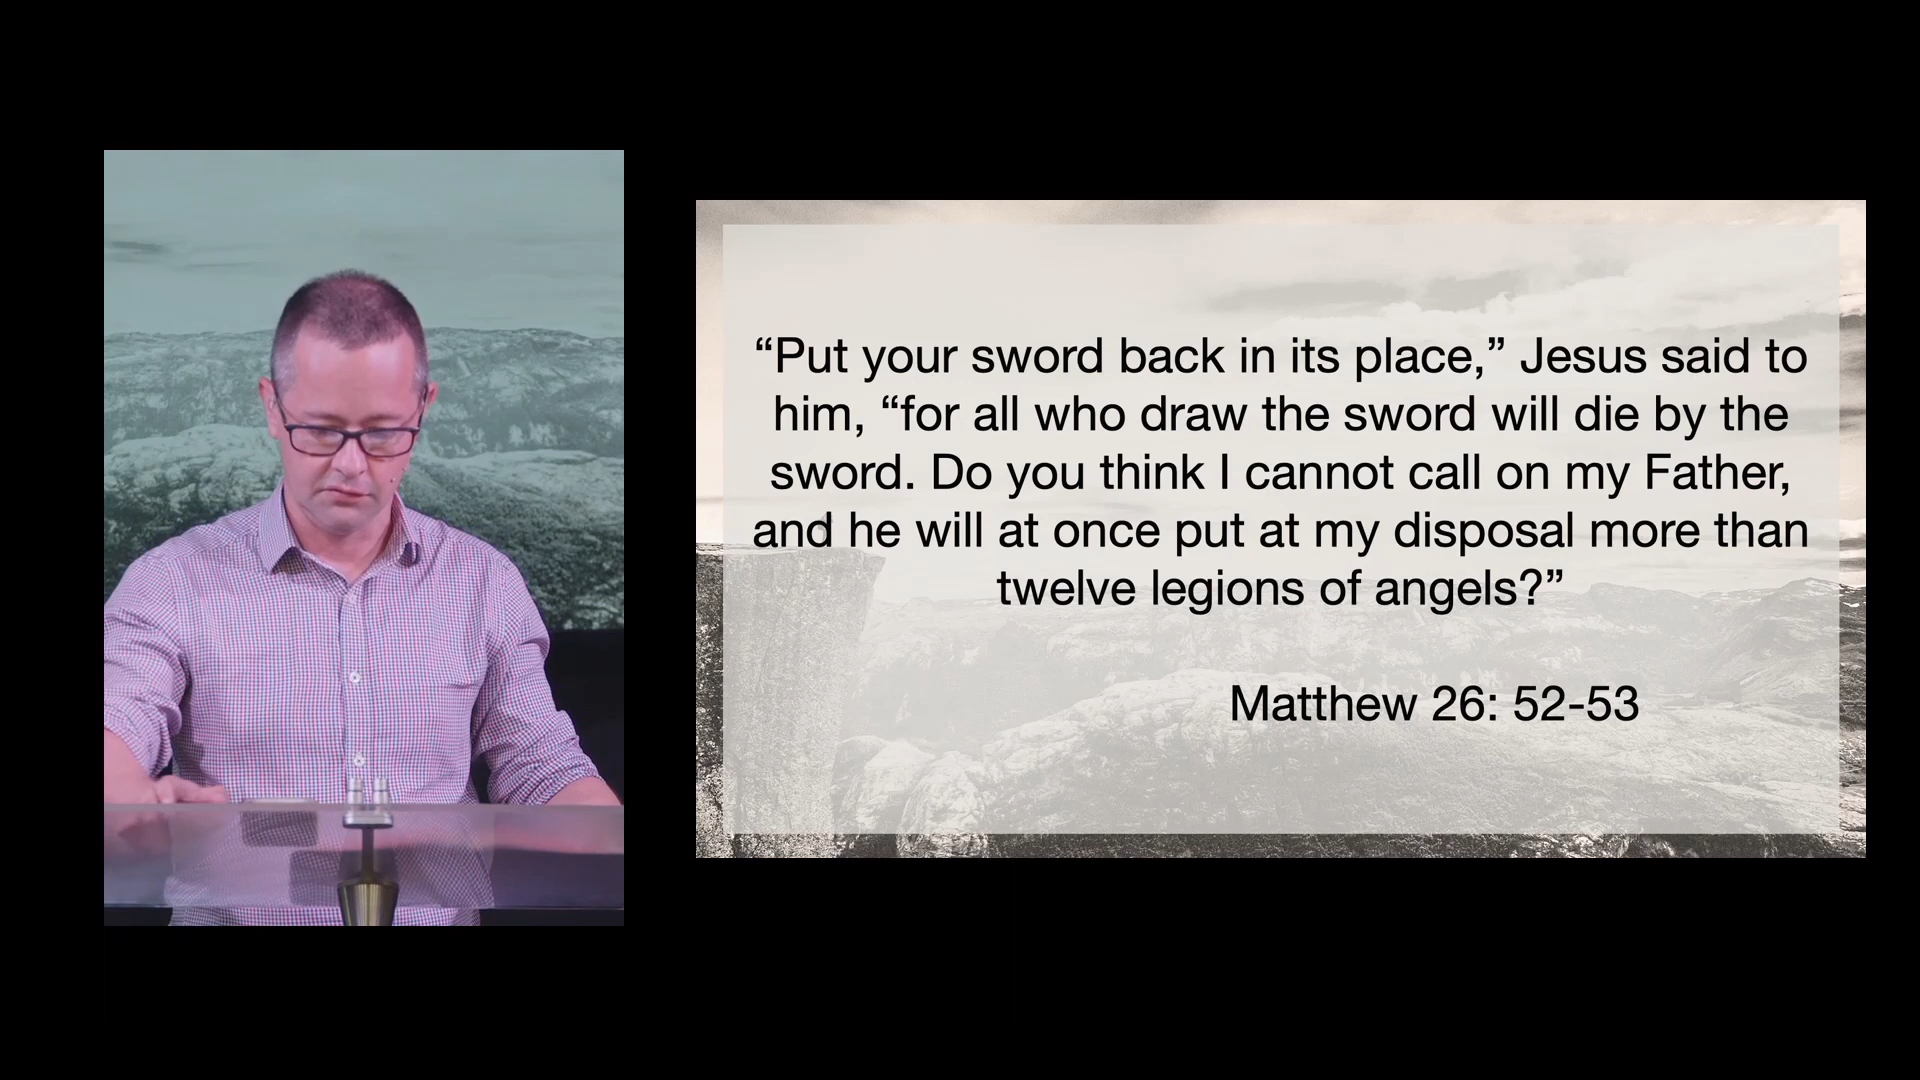 “Put your sword back in its place,” Jesus said to
him, “for all who draw the sword will die by the
sword. Do you think I cannot call on my Father,
and he will at once put at my disposal more than
twelve legions of angels?”
Matthew 26: 52-53